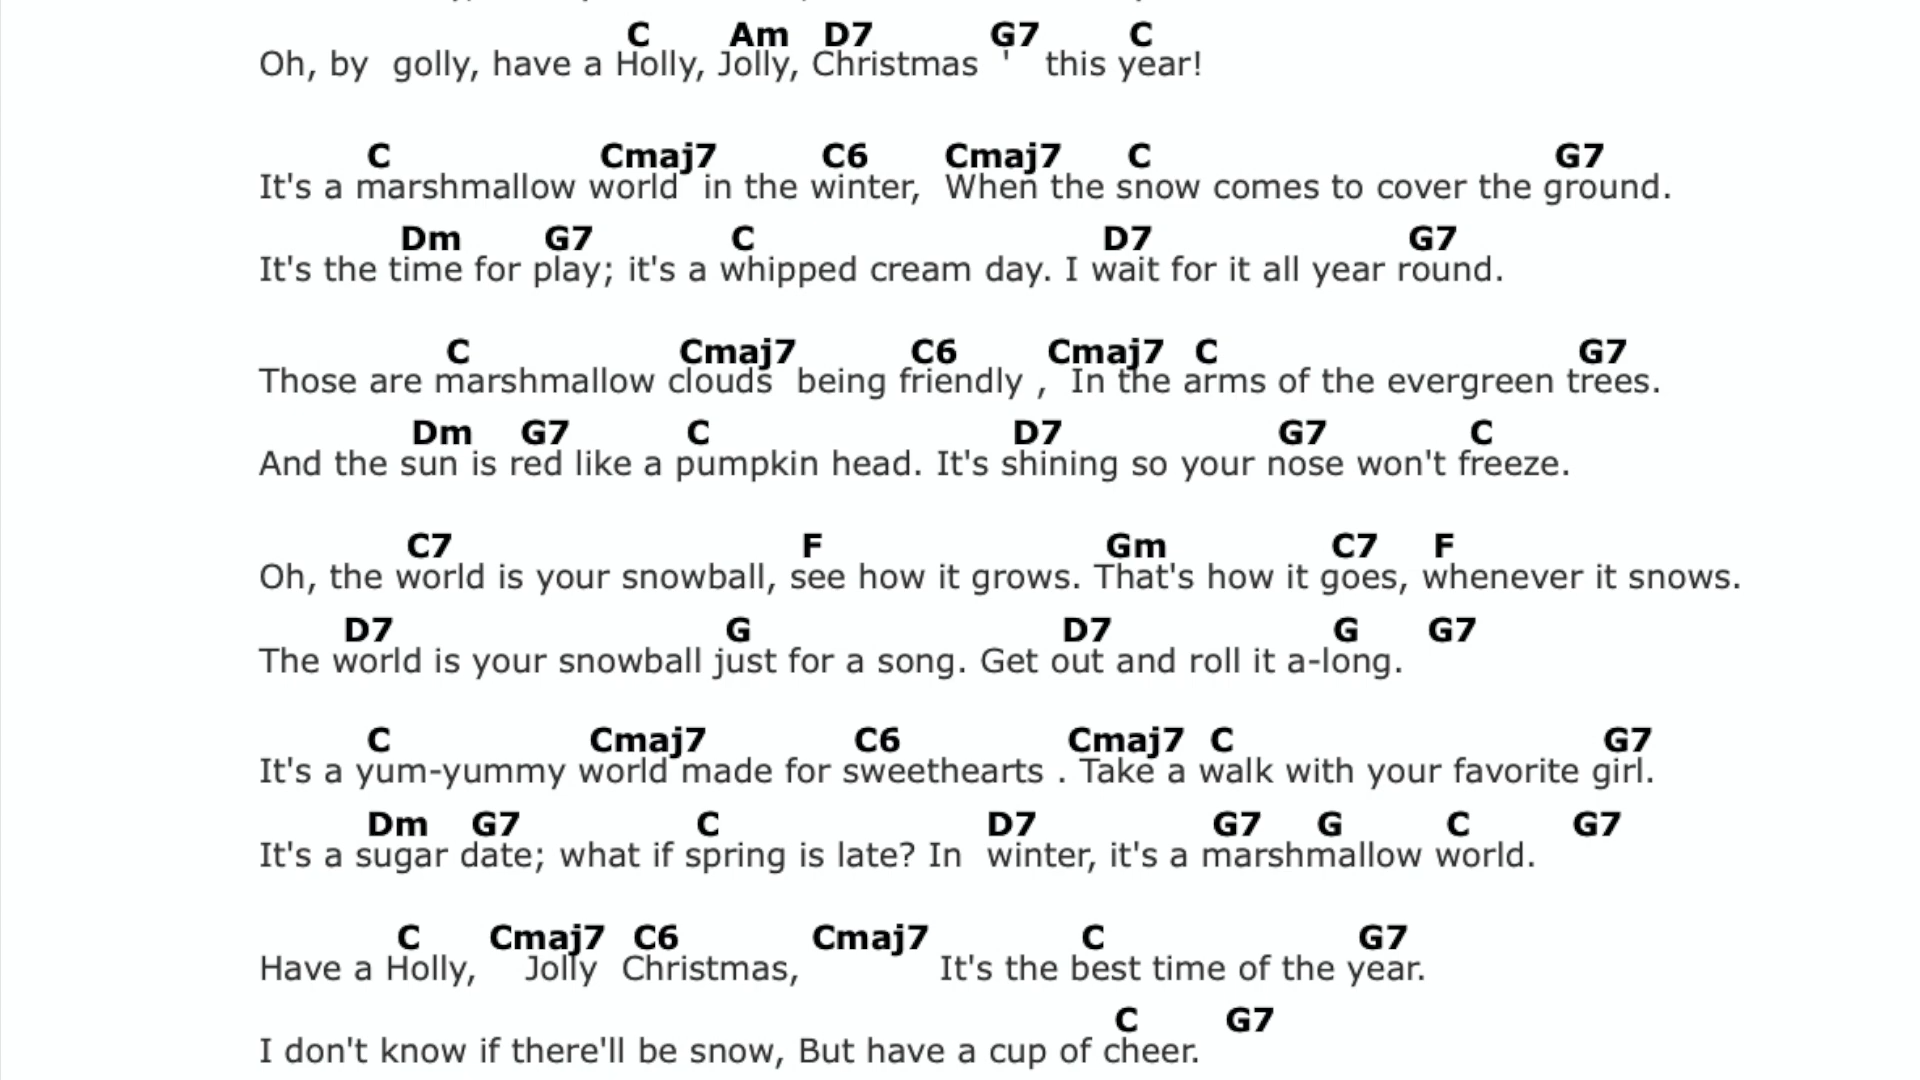 C Am D7 G7 C
Oh, by golly, have a Holly, Jolly, Christmas ' this year!
C Cmaj7 C6 Cmaj7 C G7
It's a marshmallow world in the winter, When the snow comes to cover the ground.
Dm G7 C D7 G7
It's the time for play; it's a whipped cream day. I wait for it all year round.
C Cmaj7 C6 Cmaj7 C G7
Those are marshmallow clouds being friendly , In the arms of the evergreen trees.
Dm G7 C D7 G7 C
And the sun is red like a pumpkin head. It's shining so your nose won't freeze.
C7 F Gm C7 F
Oh, the world is your snowball, see how it grows. That's how it goes, whenever it snows.
D7 G D7 G G7
The world is your snowball just for a song. Get out and roll it a-long.
C Cmaj7 C6 Cmaj7 C G7
It's a yum-yummy world made for sweethearts . Take a walk with your favorite girl.
Dm G7 C D7 G7 G C G7
It's a sugar date; what if spring is late? In winter, it's a marshmallow world.
C Cmaj7 C6 Cmaj7 C G7
Have a Holly, Jolly Christmas, It's the best time of the year.
C G7
I don't know if there'll be snow, But have a cup of cheer.